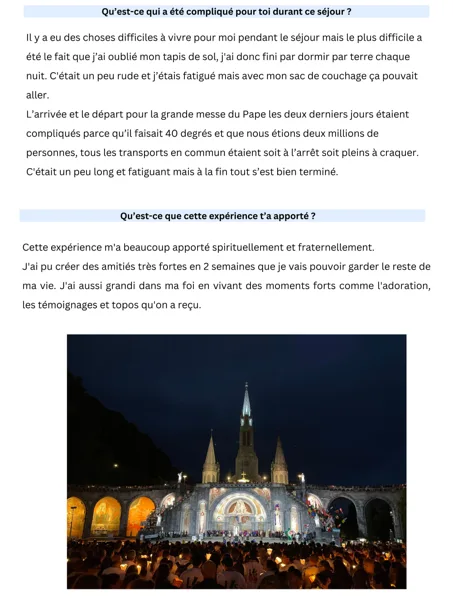 Qu'est-ce qui a été compliqué pour toi durant ce séjour ?
Il y a eu des choses difficiles à vivre pour moi pendant le séjour mais le plus difficile a
été le fait que j'ai oublié mon tapis de sol, j'ai donc fini par dormir par terre chaque
nuit. C'était un peu rude et j'étais fatigué mais avec mon sac de couchage ça pouvait
aller.
L'arrivée et le départ pour la grande messe du Pape les deux derniers jours étaient
compliqués parce qu'il faisait 40 degrés et que nous étions deux millions de
personnes, tous les transports en commun étaient soit à l'arrêt soit pleins à craquer.
C'était un peu long et fatiguant mais à la fin tout s'est bien terminé.
Qu'est-ce que cette expérience t'a apporté ?
Cette expérience m'a beaucoup apporté spirituellement et fraternellement.
J'ai pu créer des amitiés très fortes en 2 semaines que je vais pouvoir garder le reste de
ma vie. J'ai aussi grandi dans ma foi en vivant des moments forts comme l'adoration,
les témoignages et topos qu'on a reçu.